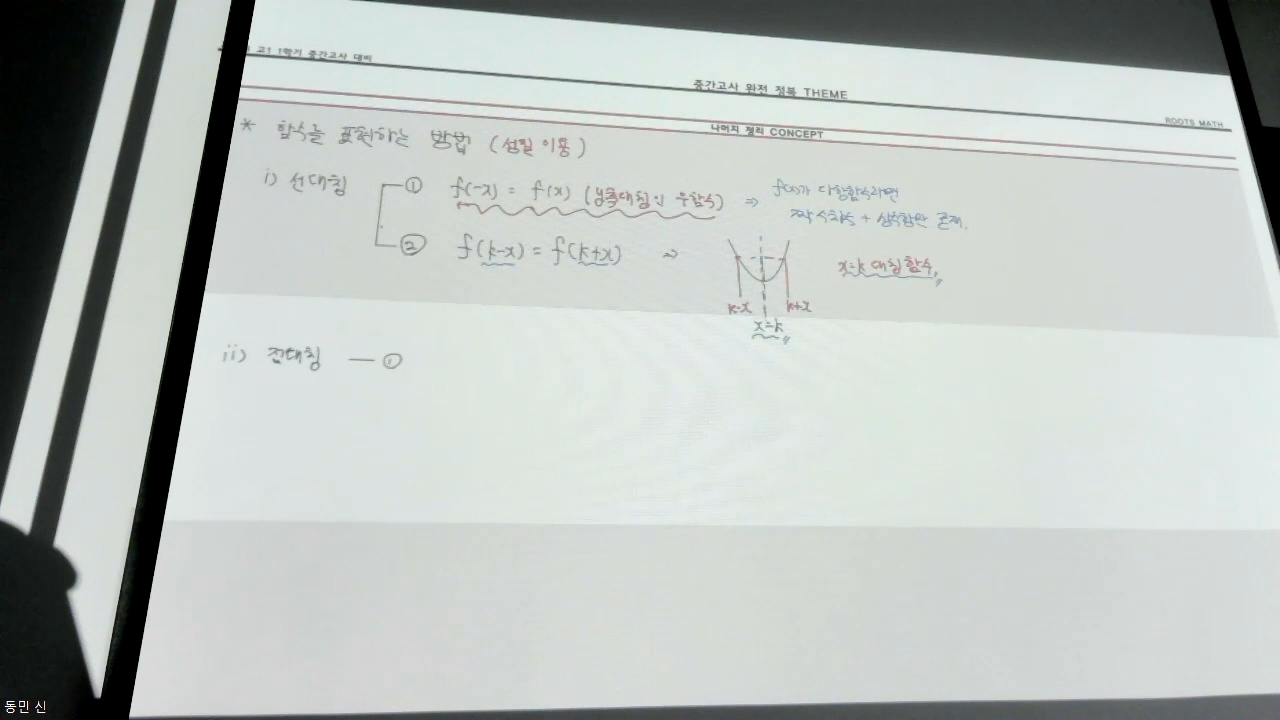 고1 1학기 중간고사 대비
중간고사 완전 정복 THEME
ROOTS MATH
나머지 정리 CONCEPT
* 함수를 표현하는 방법 (성질 이용)
i) 선대칭 ① f(-x) = f(x) (y축대칭인 우함수) ⇒ f(x)가 다항함수라면
짝수차수 + 상수항만 존재.
② f(k-x) = f(k+x) ⇒ x=k 대칭함수
k-x k+x
x=k
ii) 점대칭 — ①
동민 신